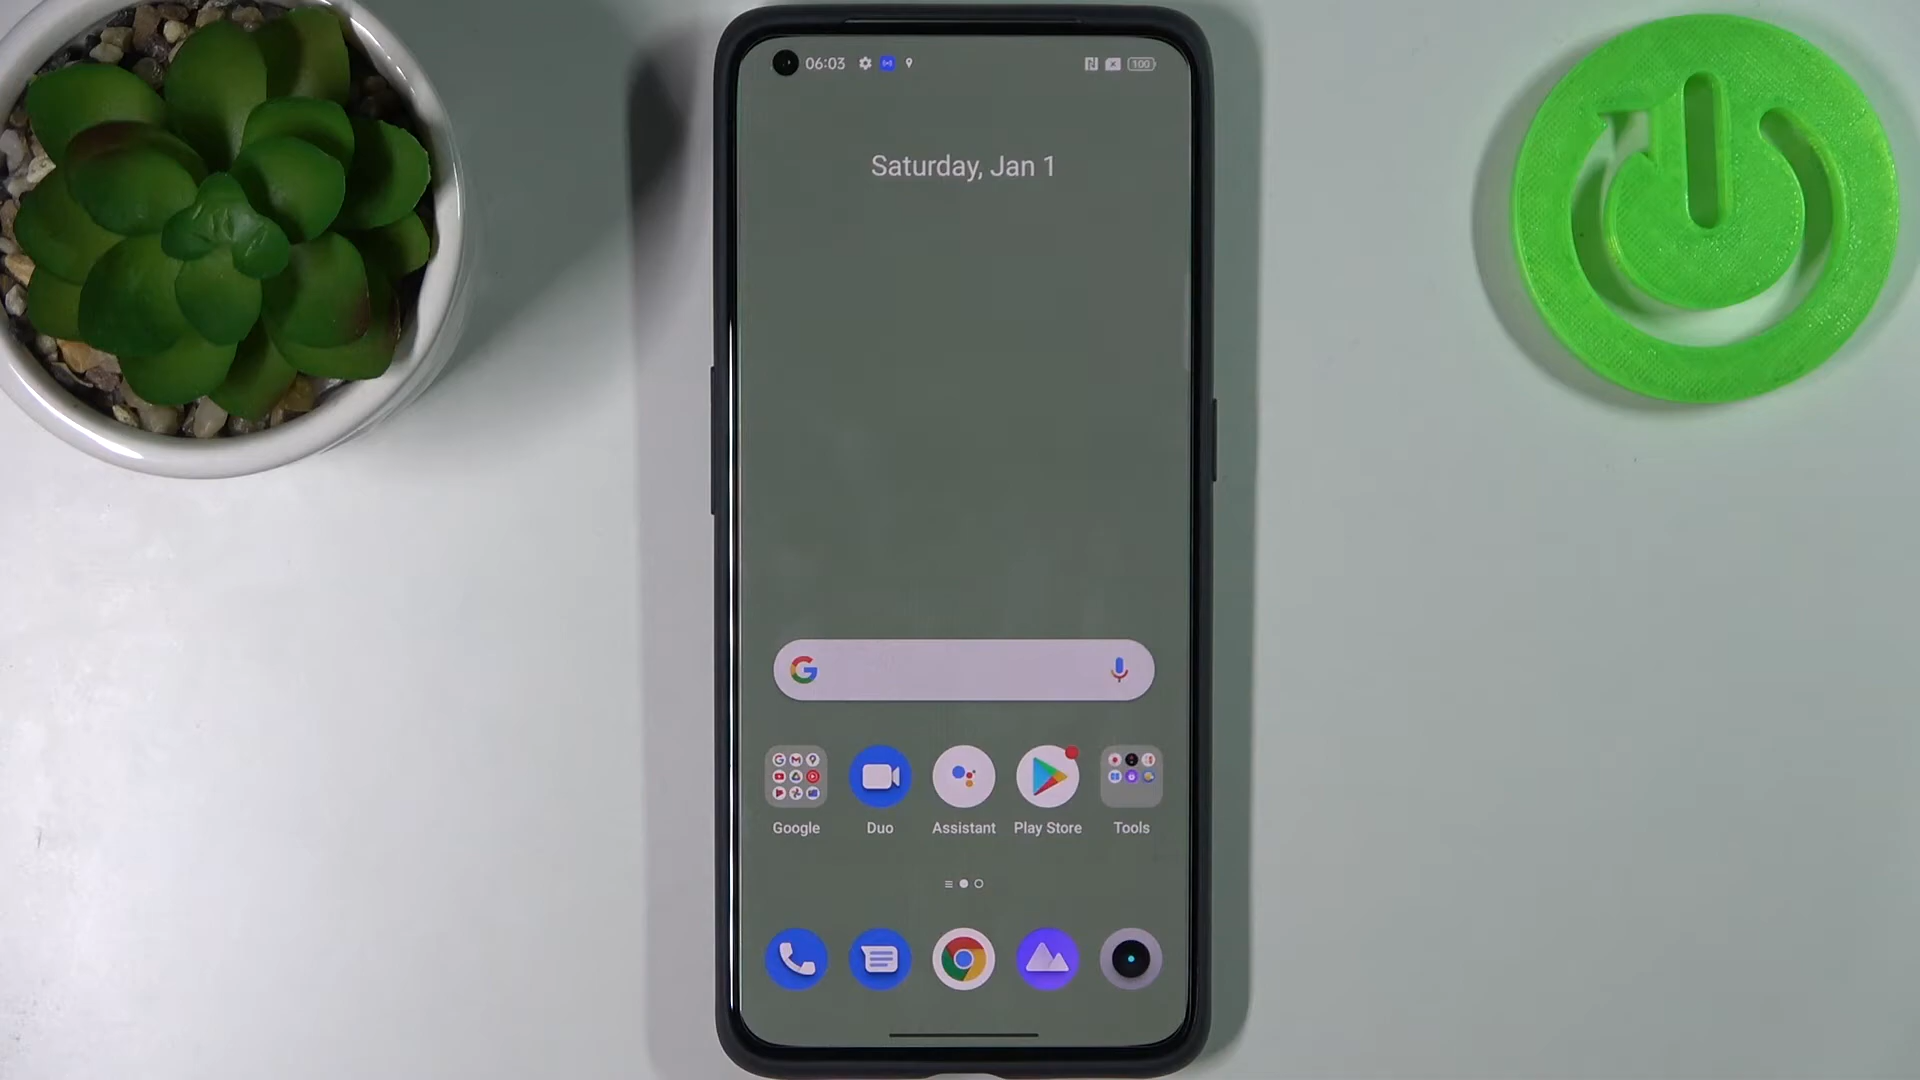 06:03
100
Saturday, Jan 1
Google
Duo
Assistant
Play Store
Tools